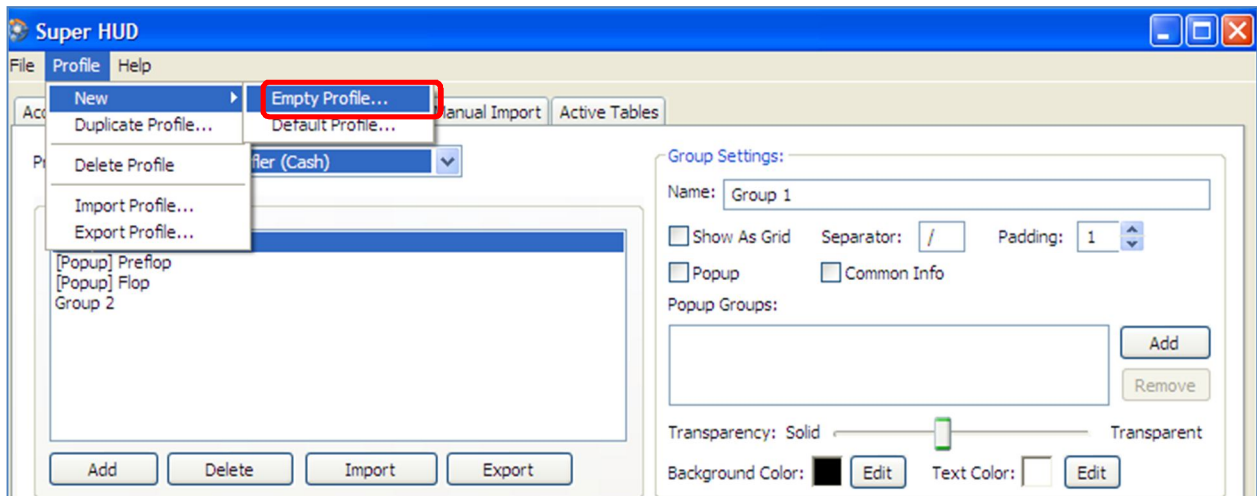 Super HUD
File Profile Help
New Empty Profile...
Manual Import Active Tables
Duplicate Profile... Default Profile...
Delete Profile (Cash)
Import Profile...
Export Profile...
[Popup] Preflop
[Popup] Flop
Group 2
Add Delete Import Export
Group Settings:
Name: Group 1
Show As Grid Separator: / Padding: 1
Popup Common Info
Popup Groups:
Add
Remove
Transparency: Solid Transparent
Background Color: Edit Text Color: Edit